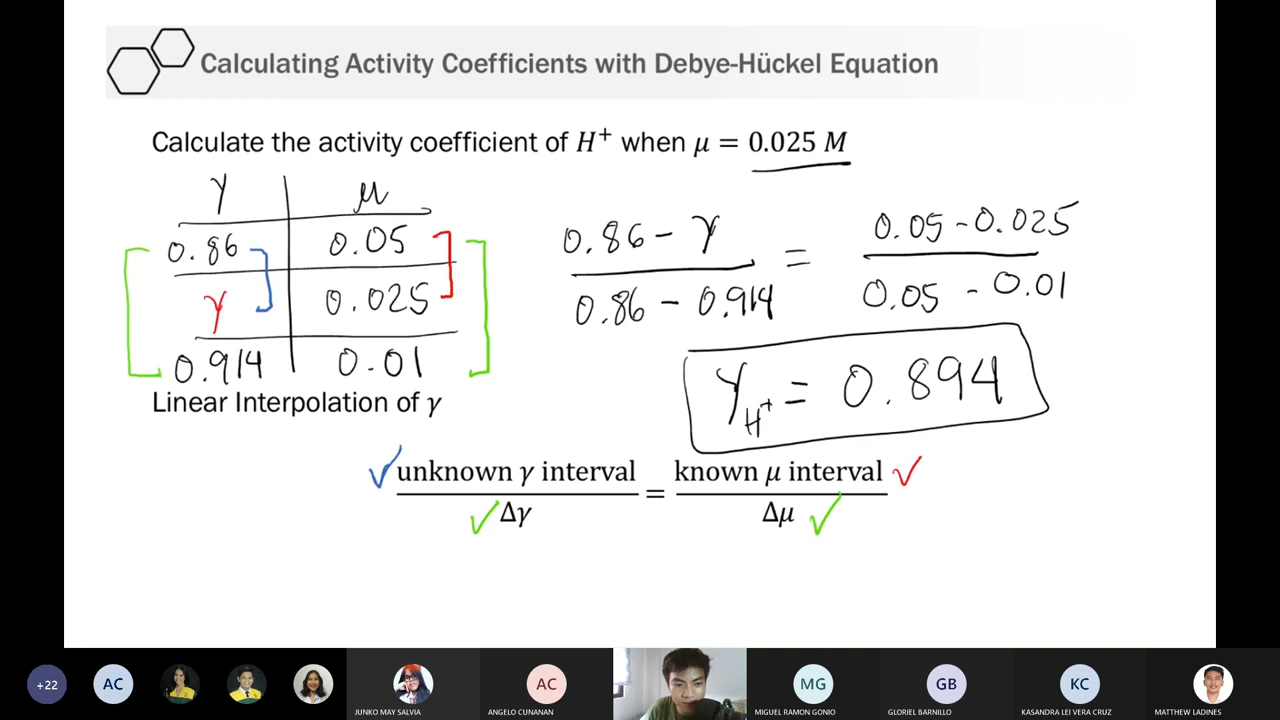 Calculating Activity Coefficients with Debye-Hückel Equation
Calculate the activity coefficient of H⁺ when μ = 0.025 M
γ μ
0.86 0.05
γ 0.025
0.914 0.01
0.86 - γ = 0.05 - 0.025
0.86 - 0.914 0.05 - 0.01
γH⁺ = 0.894
Linear Interpolation of γ
unknown γ interval = known μ interval
Δγ Δμ
+22 AC JUNKO MAY SALVIA AC ANGELO CUNANAN MG MIGUEL RAMON GONIO GB GLORIEL BARNILLO KC KASANDRA LEI VERA CRUZ MATTHEW LADINES